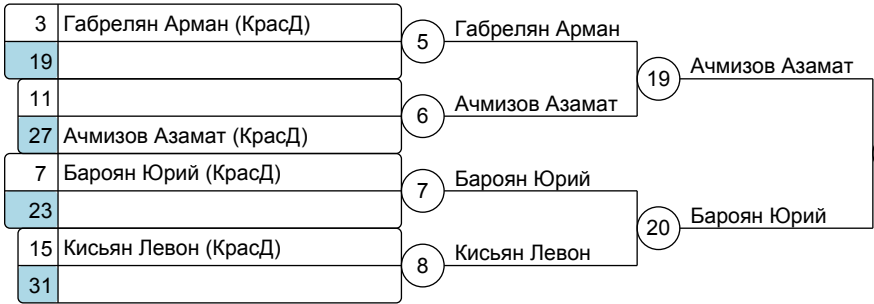 3 Габрелян Арман (КрасД)
19
5 Габрелян Арман
11
27 Ачмизов Азамат (КрасД)
6 Ачмизов Азамат
19 Ачмизов Азамат
7 Бароян Юрий (КрасД)
23
7 Бароян Юрий
15 Кисьян Левон (КрасД)
31
8 Кисьян Левон
20 Бароян Юрий